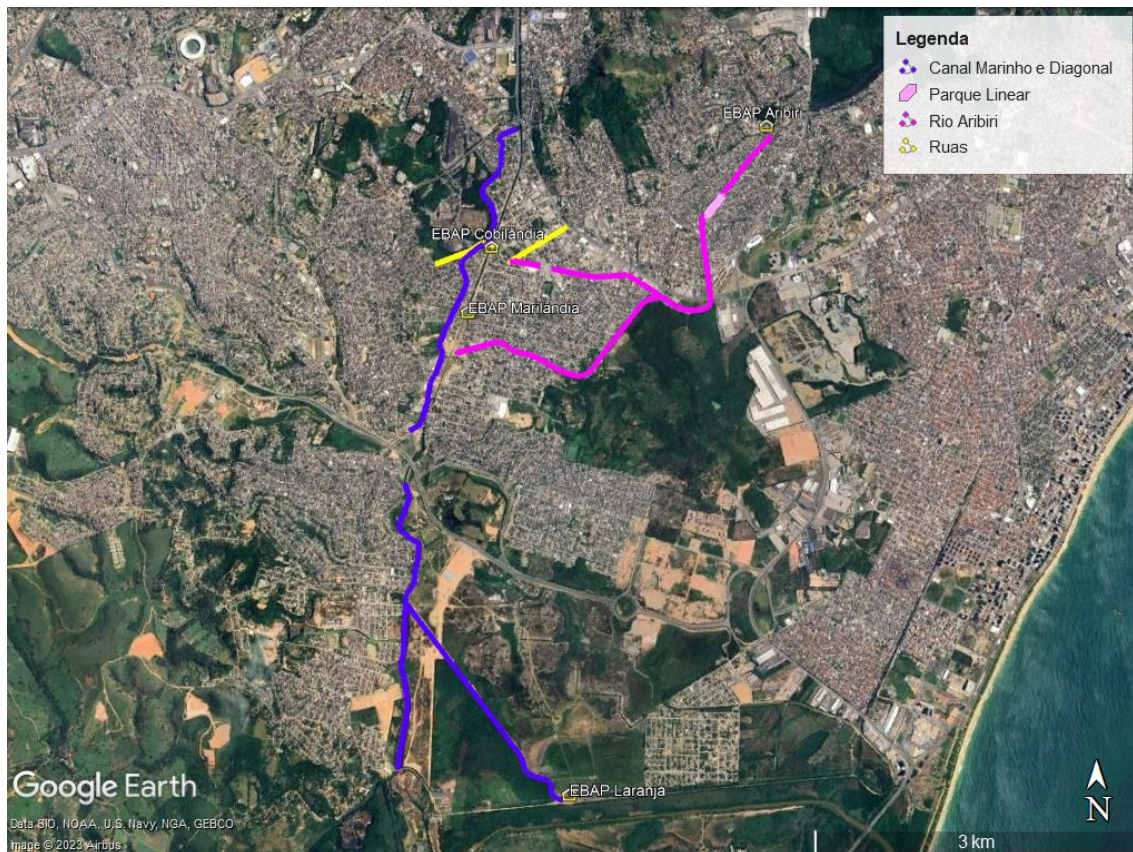 Legenda
Canal Marinho e Diagonal
Parque Linear
Rio Aribiri
Ruas
EBAP Aribiri
EBAP Cobilândia
EBAP Marilândia
EBAP Laranja
Google Earth
Data SIO, NOAA, U.S. Navy, NGA, GEBCO
Image © 2023 Airbus
N
3 km